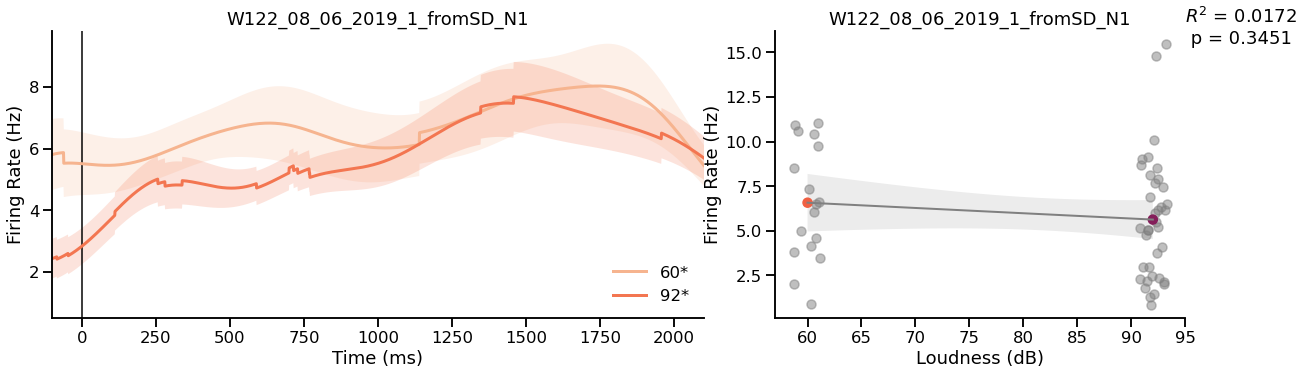 W122_08_06_2019_1_fromSD_N1
Firing Rate (Hz)
8
6
4
2
60*
92*
0 250 500 750 1000 1250 1500 1750 2000
Time (ms)
W122_08_06_2019_1_fromSD_N1
R² = 0.0172
p = 0.3451
Firing Rate (Hz)
15.0
12.5
10.0
7.5
5.0
2.5
60 65 70 75 80 85 90 95
Loudness (dB)